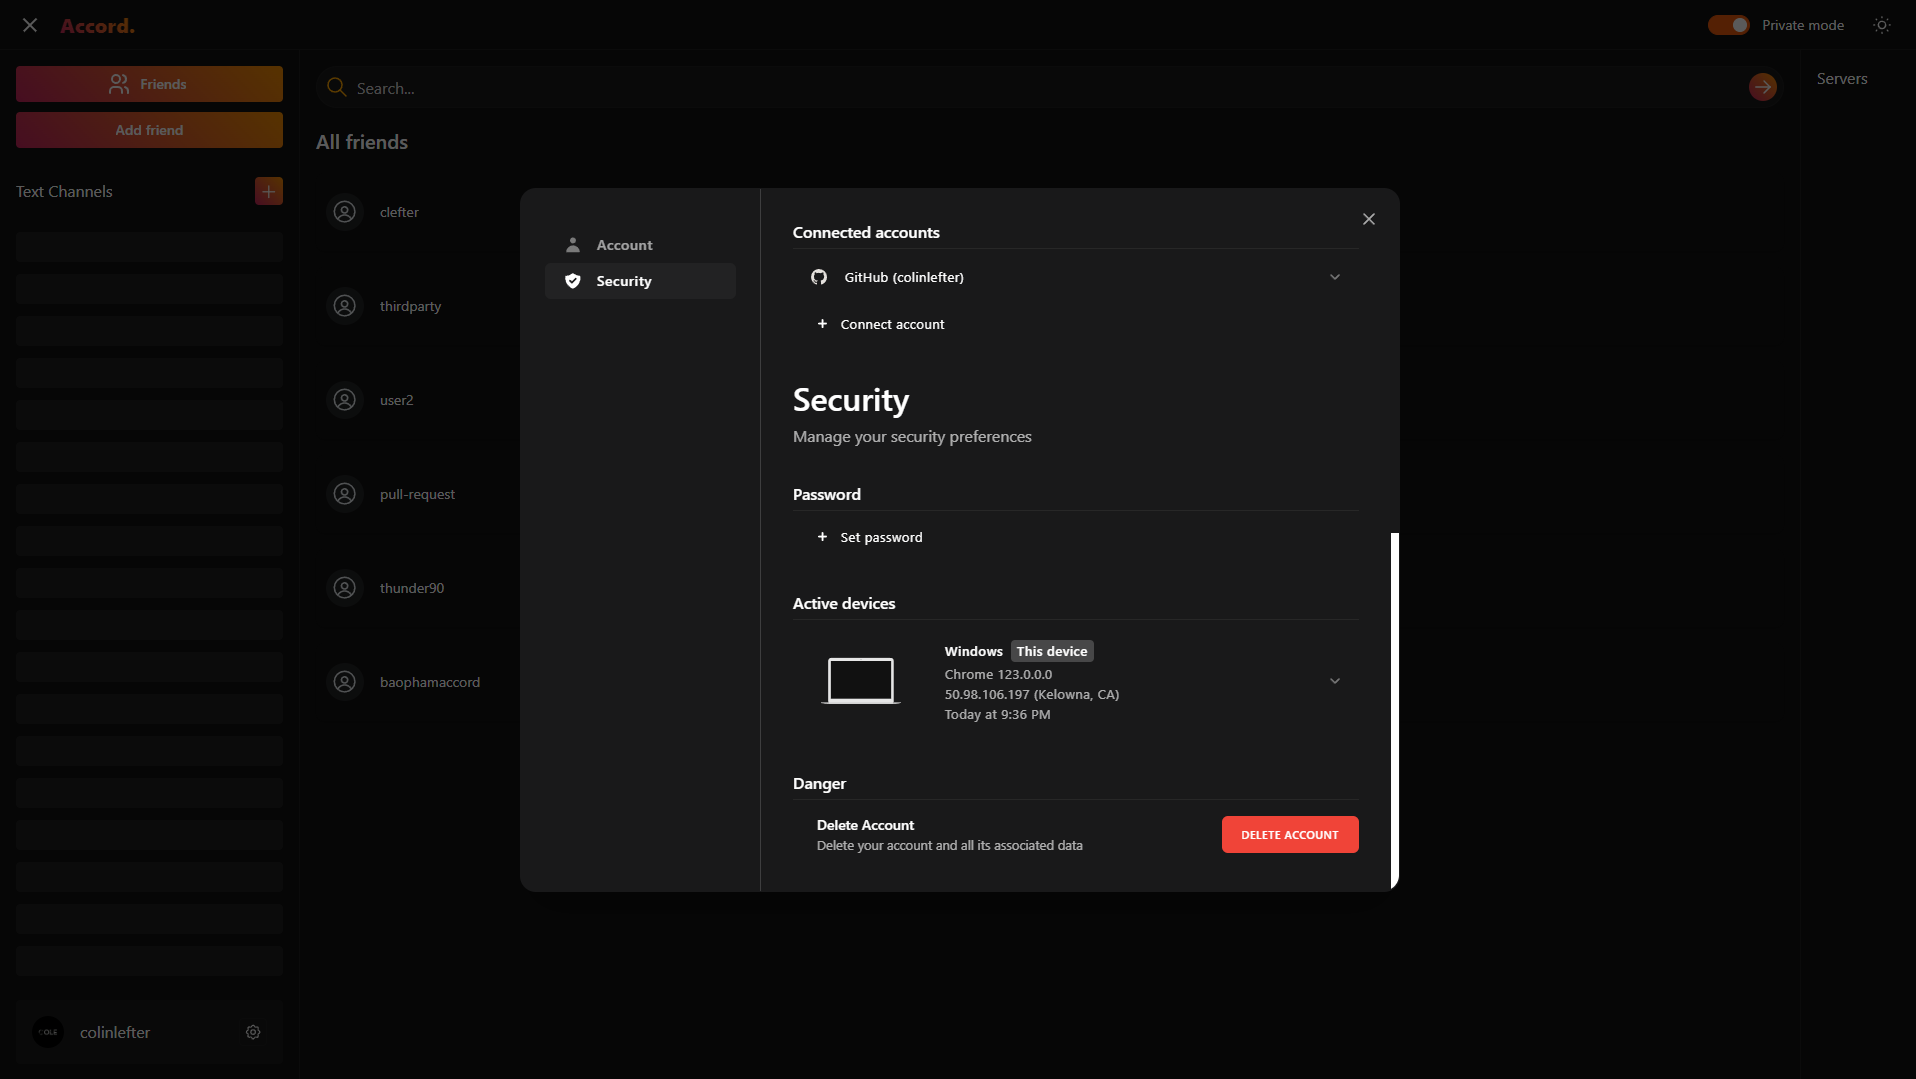 Accord.
Private mode
Friends
Add friend
Text Channels
colinlefter
Search...
All friends
clefter
thirdparty
user2
pull-request
thunder90
baophamaccord
Servers
Account
Security
Connected accounts
GitHub (colinlefter)
+ Connect account
Security
Manage your security preferences
Password
+ Set password
Active devices
Windows This device
Chrome 123.0.0.0
50.98.106.197 (Kelowna, CA)
Today at 9:36 PM
Danger
Delete Account
Delete your account and all its associated data
DELETE ACCOUNT